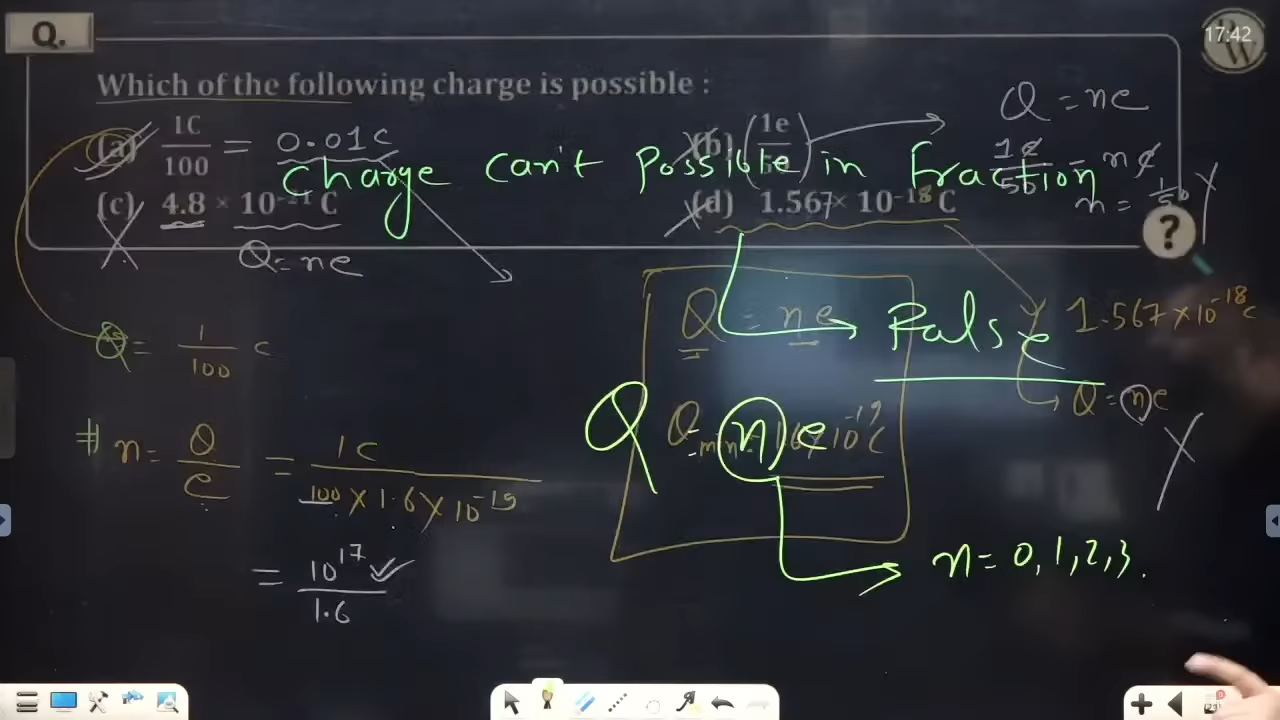 Q.
17:42
Which of the following charge is possible :
(a) 1C/100 = 0.01C
(b) (1e/
Q = ne
Charge can't Possible in Fraction
n = 1/50
(c) 4.8 × 10⁻²¹ C
(d) 1.567 × 10⁻¹⁸ C
?
Q = ne
Q = ne
False
1.567 × 10⁻¹⁸ C
Q = 1/100 C
Q = ne
Q n e
n = Q/e = 1C / 100 × 1.6 × 10⁻¹⁹
= 10¹⁷ / 1.6
n = 0, 1, 2, 3.